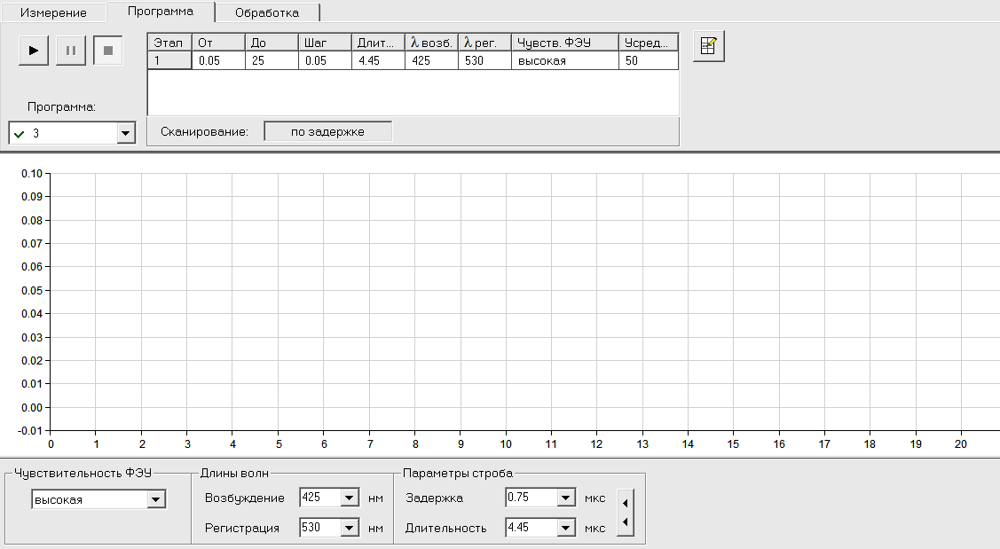 Измерение Программа Обработка
Этап От До Шаг Длит... λ возб. λ рег. Чувств. ФЭУ Усред...
1 0.05 25 0.05 4.45 425 530 высокая 50
Программа:
3
Сканирование: по задержке
0.10
0.09
0.08
0.07
0.06
0.05
0.04
0.03
0.02
0.01
0.00
-0.01
0 1 2 3 4 5 6 7 8 9 10 11 12 13 14 15 16 17 18 19 20
Чувствительность ФЭУ Длины волн Параметры строба
высокая Возбуждение 425 нм Задержка 0.75 мкс
Регистрация 530 нм Длительность 4.45 мкс